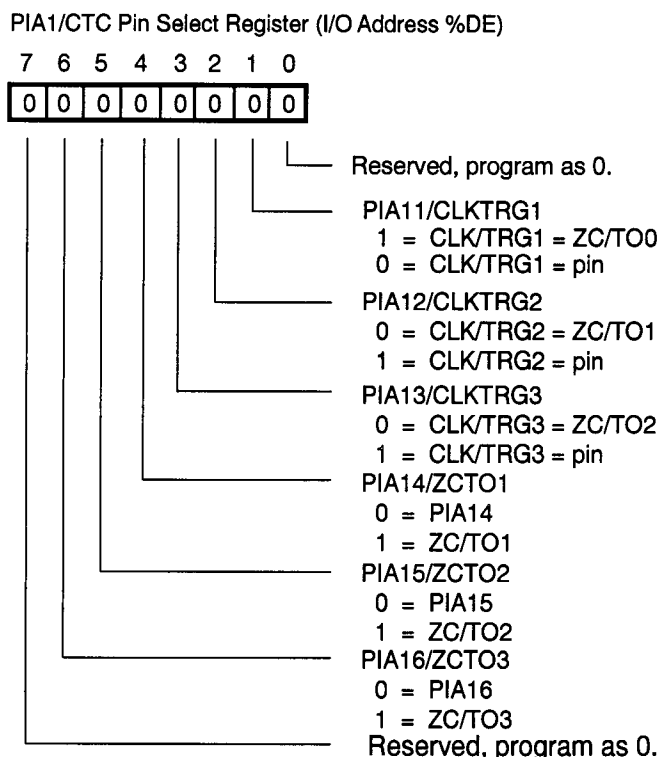 PIA1/CTC Pin Select Register (I/O Address %DE)
7 6 5 4 3 2 1 0
0 0 0 0 0 0 0 0
Reserved, program as 0.
PIA11/CLKTRG1
1 = CLK/TRG1 = ZC/TO0
0 = CLK/TRG1 = pin
PIA12/CLKTRG2
0 = CLK/TRG2 = ZC/TO1
1 = CLK/TRG2 = pin
PIA13/CLKTRG3
0 = CLK/TRG3 = ZC/TO2
1 = CLK/TRG3 = pin
PIA14/ZCTO1
0 = PIA14
1 = ZC/TO1
PIA15/ZCTO2
0 = PIA15
1 = ZC/TO2
PIA16/ZCTO3
0 = PIA16
1 = ZC/TO3
Reserved, program as 0.